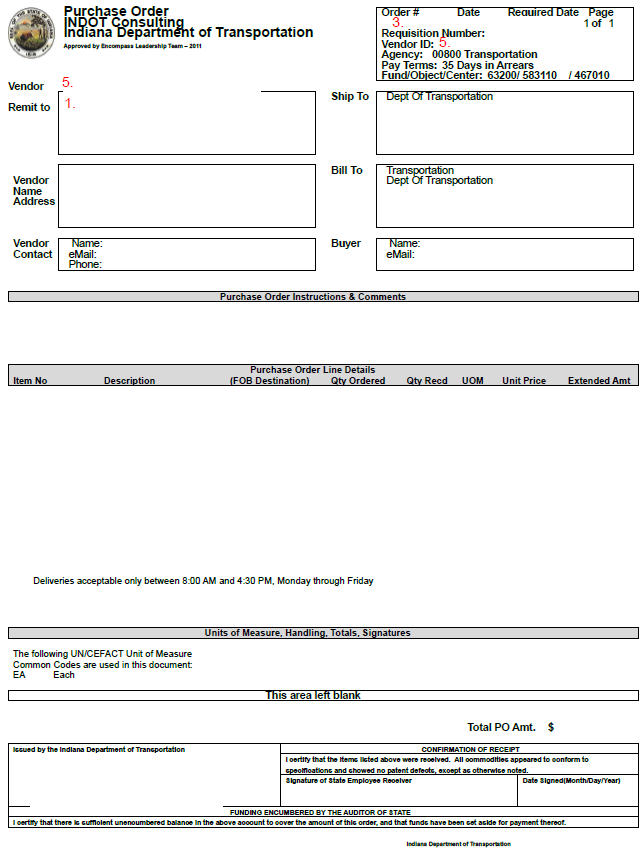 Purchase Order
INDOT Consulting
Indiana Department of Transportation
Approved by Encompass Leadership Team – 2011
Order # Date Required Date Page
3. 1 of 1
Requisition Number:
Vendor ID: 5.
Agency: 00800 Transportation
Pay Terms: 35 Days in Arrears
Fund/Object/Center: 63200/ 583110 / 467010
Vendor 5.
Remit to 1.
Ship To Dept Of Transportation
Vendor
Name
Address
Bill To Transportation
Dept Of Transportation
Vendor
Contact
Name:
eMail:
Phone:
Buyer Name:
eMail:
Purchase Order Instructions & Comments
Purchase Order Line Details
Item No Description (FOB Destination) Qty Ordered Qty Recd UOM Unit Price Extended Amt
Deliveries acceptable only between 8:00 AM and 4:30 PM, Monday through Friday
Units of Measure, Handling, Totals, Signatures
The following UN/CEFACT Unit of Measure
Common Codes are used in this document:
EA Each
This area left blank
Total PO Amt. $
Issued by the Indiana Department of Transportation
CONFIRMATION OF RECEIPT
I certify that the items listed above were received. All commodities appeared to conform to
specifications and showed no patent defects, except as otherwise noted.
Signature of State Employee Receiver Date Signed(Month/Day/Year)
FUNDING ENCUMBERED BY THE AUDITOR OF STATE
I certify that there is sufficient unencumbered balance in the above account to cover the amount of this order, and that funds have been set aside for payment thereof.
Indiana Department of Transportation